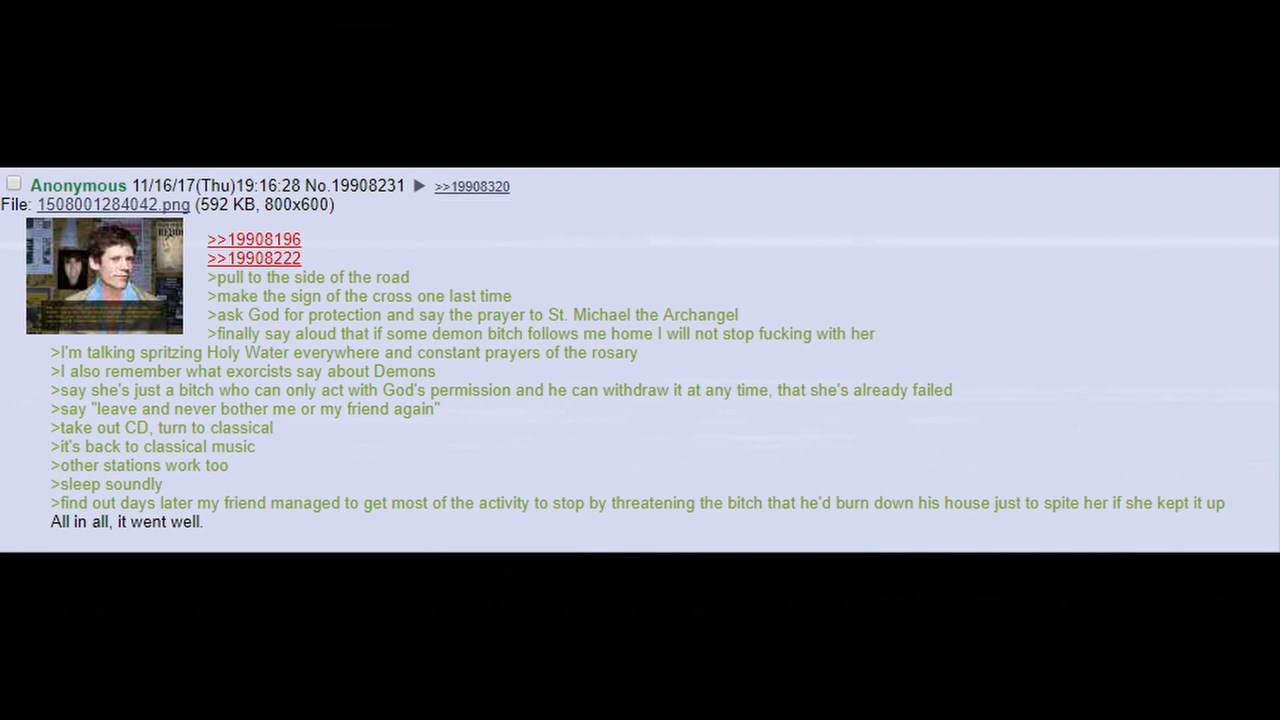 Anonymous 11/16/17(Thu)19:16:28 No.19908231 ▶ >>19908320
File: 1508001284042.png (592 KB, 800x600)
>>19908196
>>19908222
>pull to the side of the road
>make the sign of the cross one last time
>ask God for protection and say the prayer to St. Michael the Archangel
>finally say aloud that if some demon bitch follows me home I will not stop fucking with her
>I'm talking spritzing Holy Water everywhere and constant prayers of the rosary
>I also remember what exorcists say about Demons
>say she's just a bitch who can only act with God's permission and he can withdraw it at any time, that she's already failed
>say "leave and never bother me or my friend again"
>take out CD, turn to classical
>it's back to classical music
>other stations work too
>sleep soundly
>find out days later my friend managed to get most of the activity to stop by threatening the bitch that he'd burn down his house just to spite her if she kept it up
All in all, it went well.